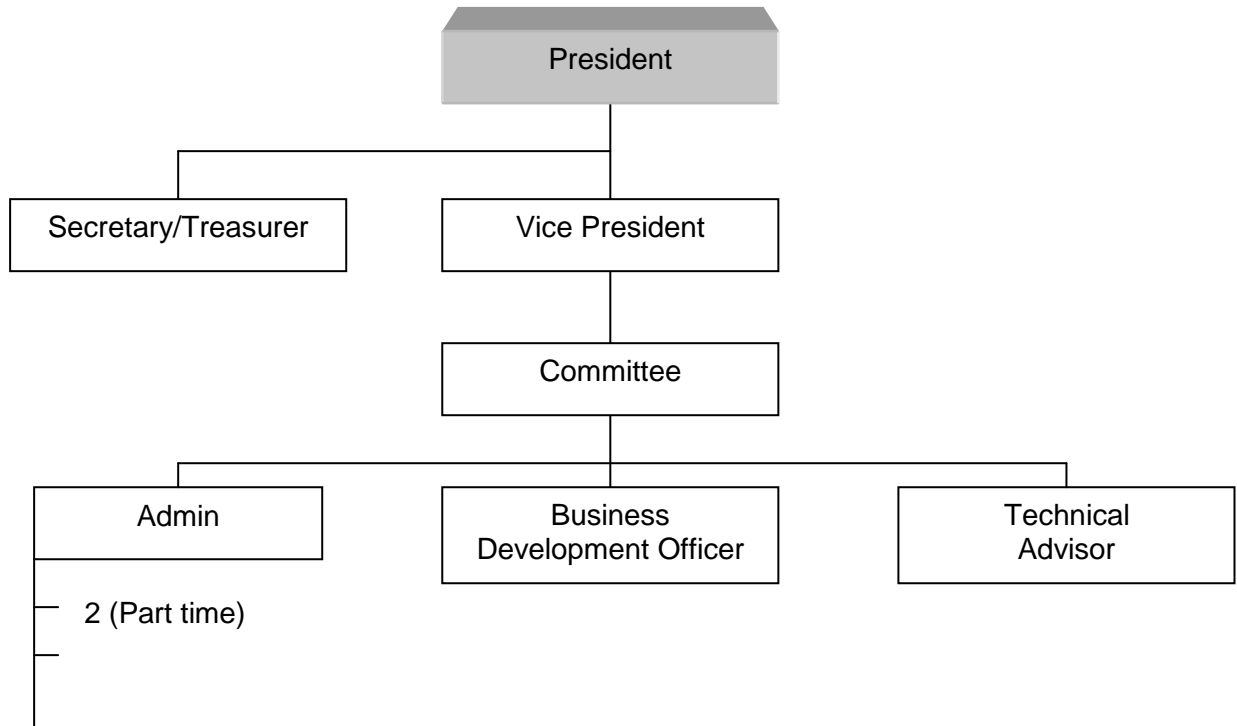 President
Secretary/Treasurer
Vice President
Committee
Admin
Business
Development Officer
Technical
Advisor
2 (Part time)